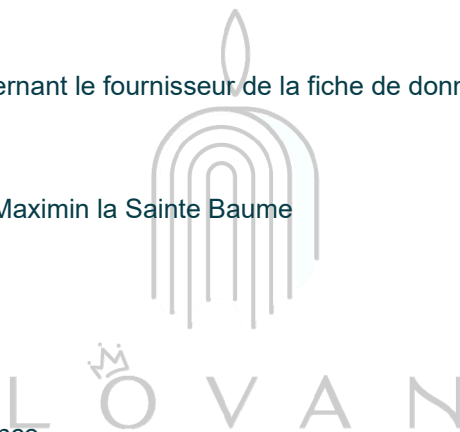 ernant le fournisseur de la fiche de donn
Maximin la Sainte Baume
L O V A N